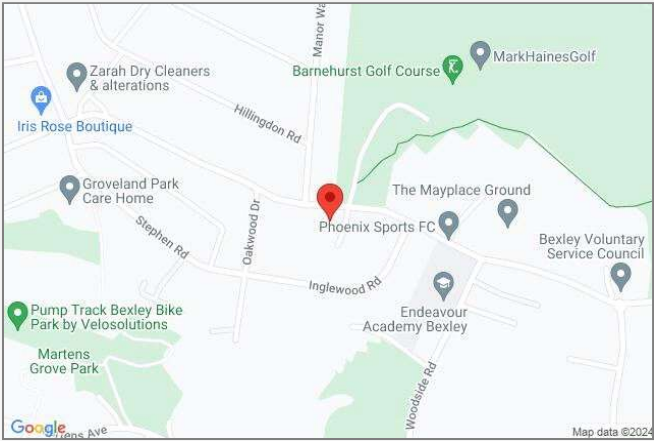 Manor Wa
MarkHainesGolf
Barnehurst Golf Course
Zarah Dry Cleaners
& alterations
Hillingdon Rd
Iris Rose Boutique
Groveland Park
Care Home
The Mayplace Ground
Oakwood Dr
Stephen Rd
Phoenix Sports FC
Bexley Voluntary
Service Council
Inglewood Rd
Endeavour
Academy Bexley
Pump Track Bexley Bike
Park by Velosolutions
Martens
Grove Park
Woodside Rd
Google
ens Ave
Map data ©2024